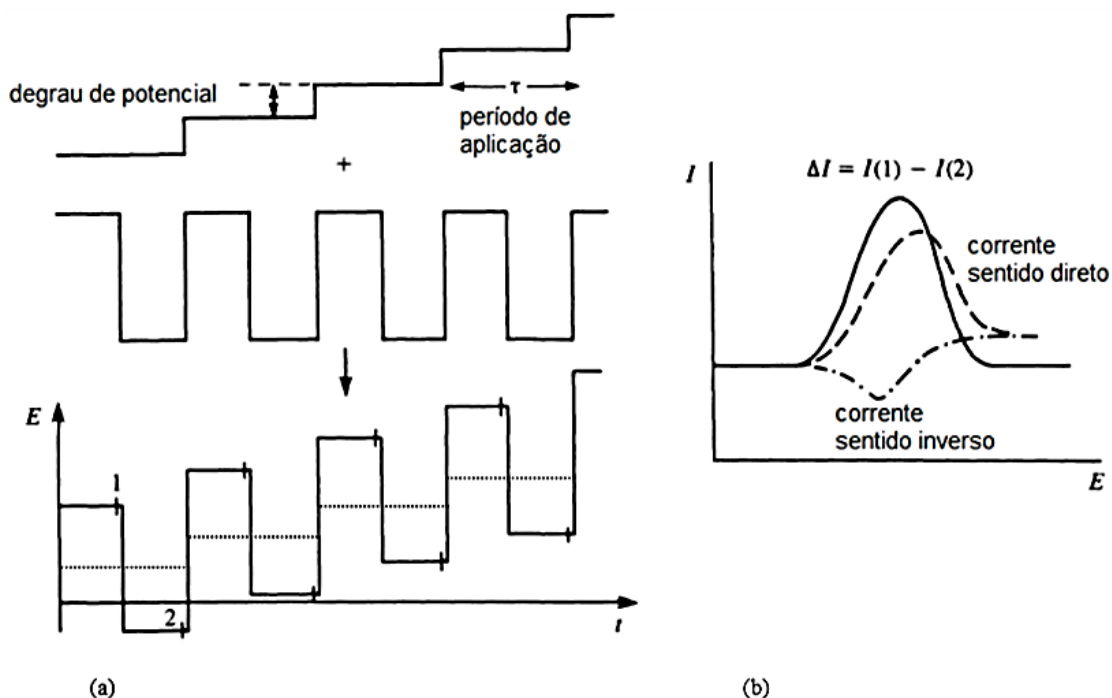 degrau de potencial
τ
período de
aplicação
+
E
1
2
t
(a)
I
ΔI = I(1) − I(2)
corrente
sentido direto
corrente
sentido inverso
E
(b)